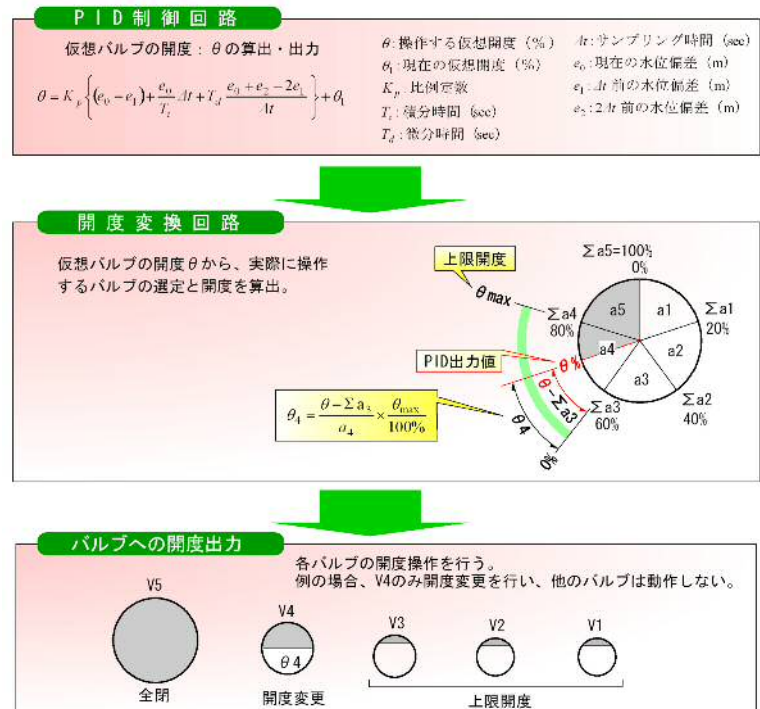 PID制御回路
仮想バルブの開度：θの算出・出力
θ = K_p { (e_0 − e_1) + e_0/T_i Δt + T_d (e_0 + e_2 − 2e_1)/Δt } + θ_1
θ:操作する仮想開度（%）
θ_1:現在の仮想開度（%）
K_p:比例定数
T_i:積分時間（sec）
T_d:微分時間（sec）
Δt:サンプリング時間（sec）
e_0:現在の水位偏差（m）
e_1:Δt前の水位偏差（m）
e_2:2Δt前の水位偏差（m）
開度変換回路
仮想バルブの開度θから、実際に操作
するバルブの選定と開度を算出。
上限開度
θmax
PID出力値
θ%
θ−Σa3
θ4
0%
θ_4 = (θ − Σa_3)/a_4 × θ_max/100%
Σa5=100%
0%
Σa1
20%
Σa2
40%
Σa3
60%
Σa4
80%
a5
a1
a4
a2
a3
バルブへの開度出力
各バルブの開度操作を行う。
例の場合、V4のみ開度変更を行い、他のバルブは動作しない。
V5
V4
V3
V2
V1
θ4
全閉
開度変更
上限開度